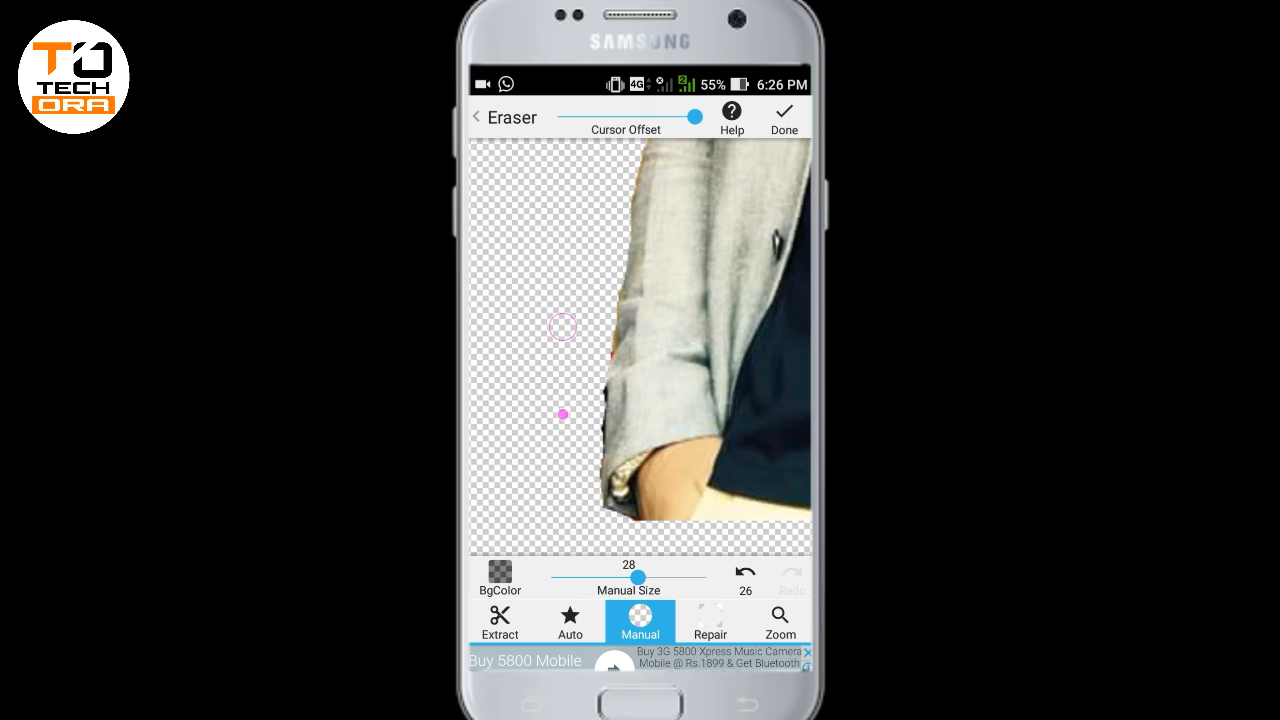 TO
TECH
ORA
SAMSUNG
4G
2
55%
6:26 PM
Eraser
Cursor Offset
Help
Done
28
BgColor
Manual Size
26
Redo
Extract
Auto
Manual
Repair
Zoom
Buy 5800 Mobile
Buy 3G 5800 Xpress Music Camera
Mobile @ Rs.1899 & Get Bluetooth